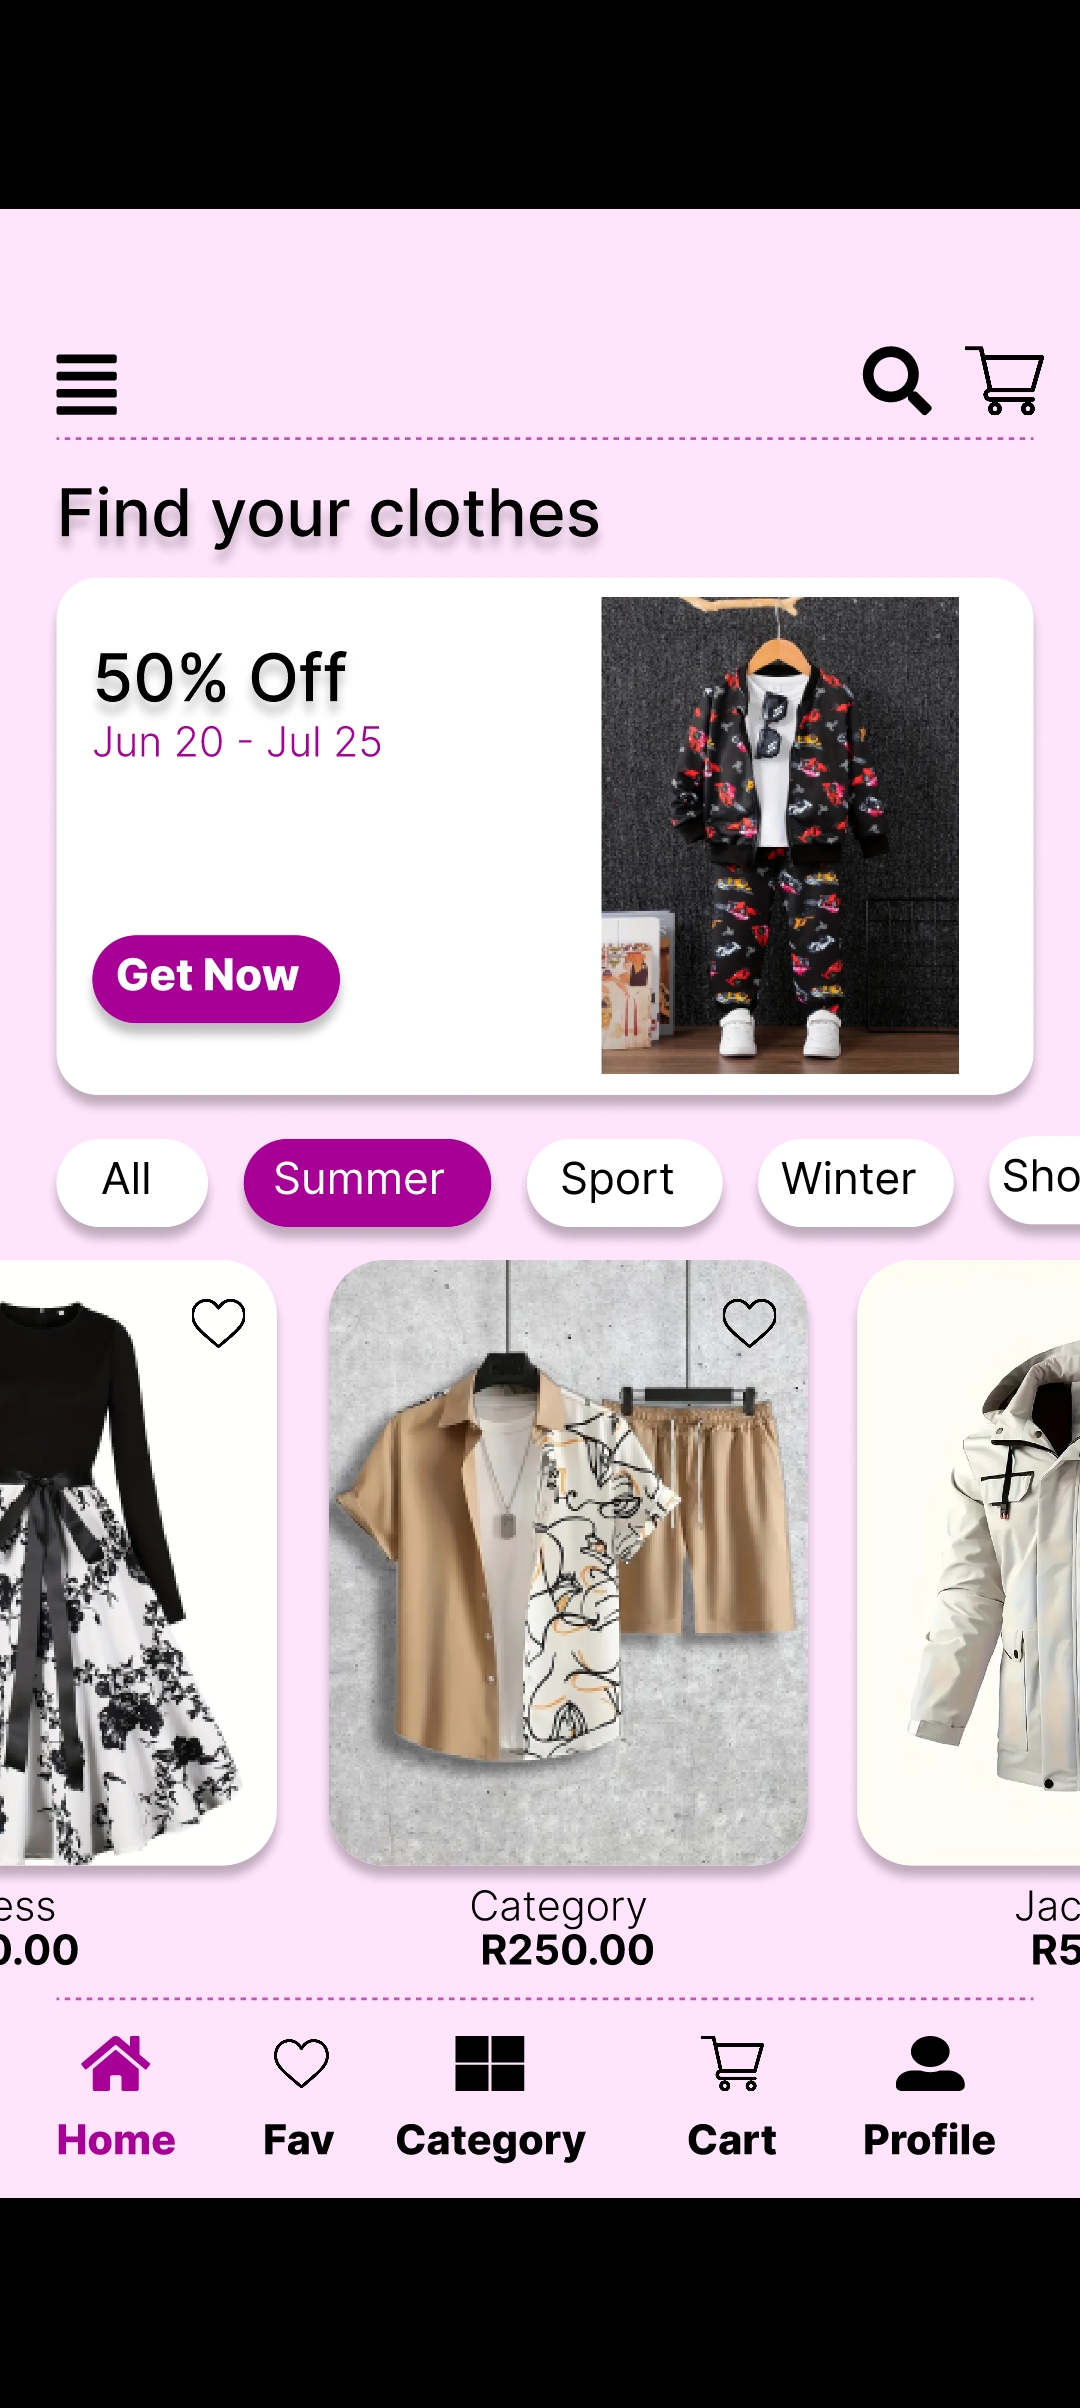 Find your clothes
50% Off
Jun 20 - Jul 25
Get Now
All Summer Sport Winter Sho
ess Category Jac
0.00 R250.00 R5
Home Fav Category Cart Profile